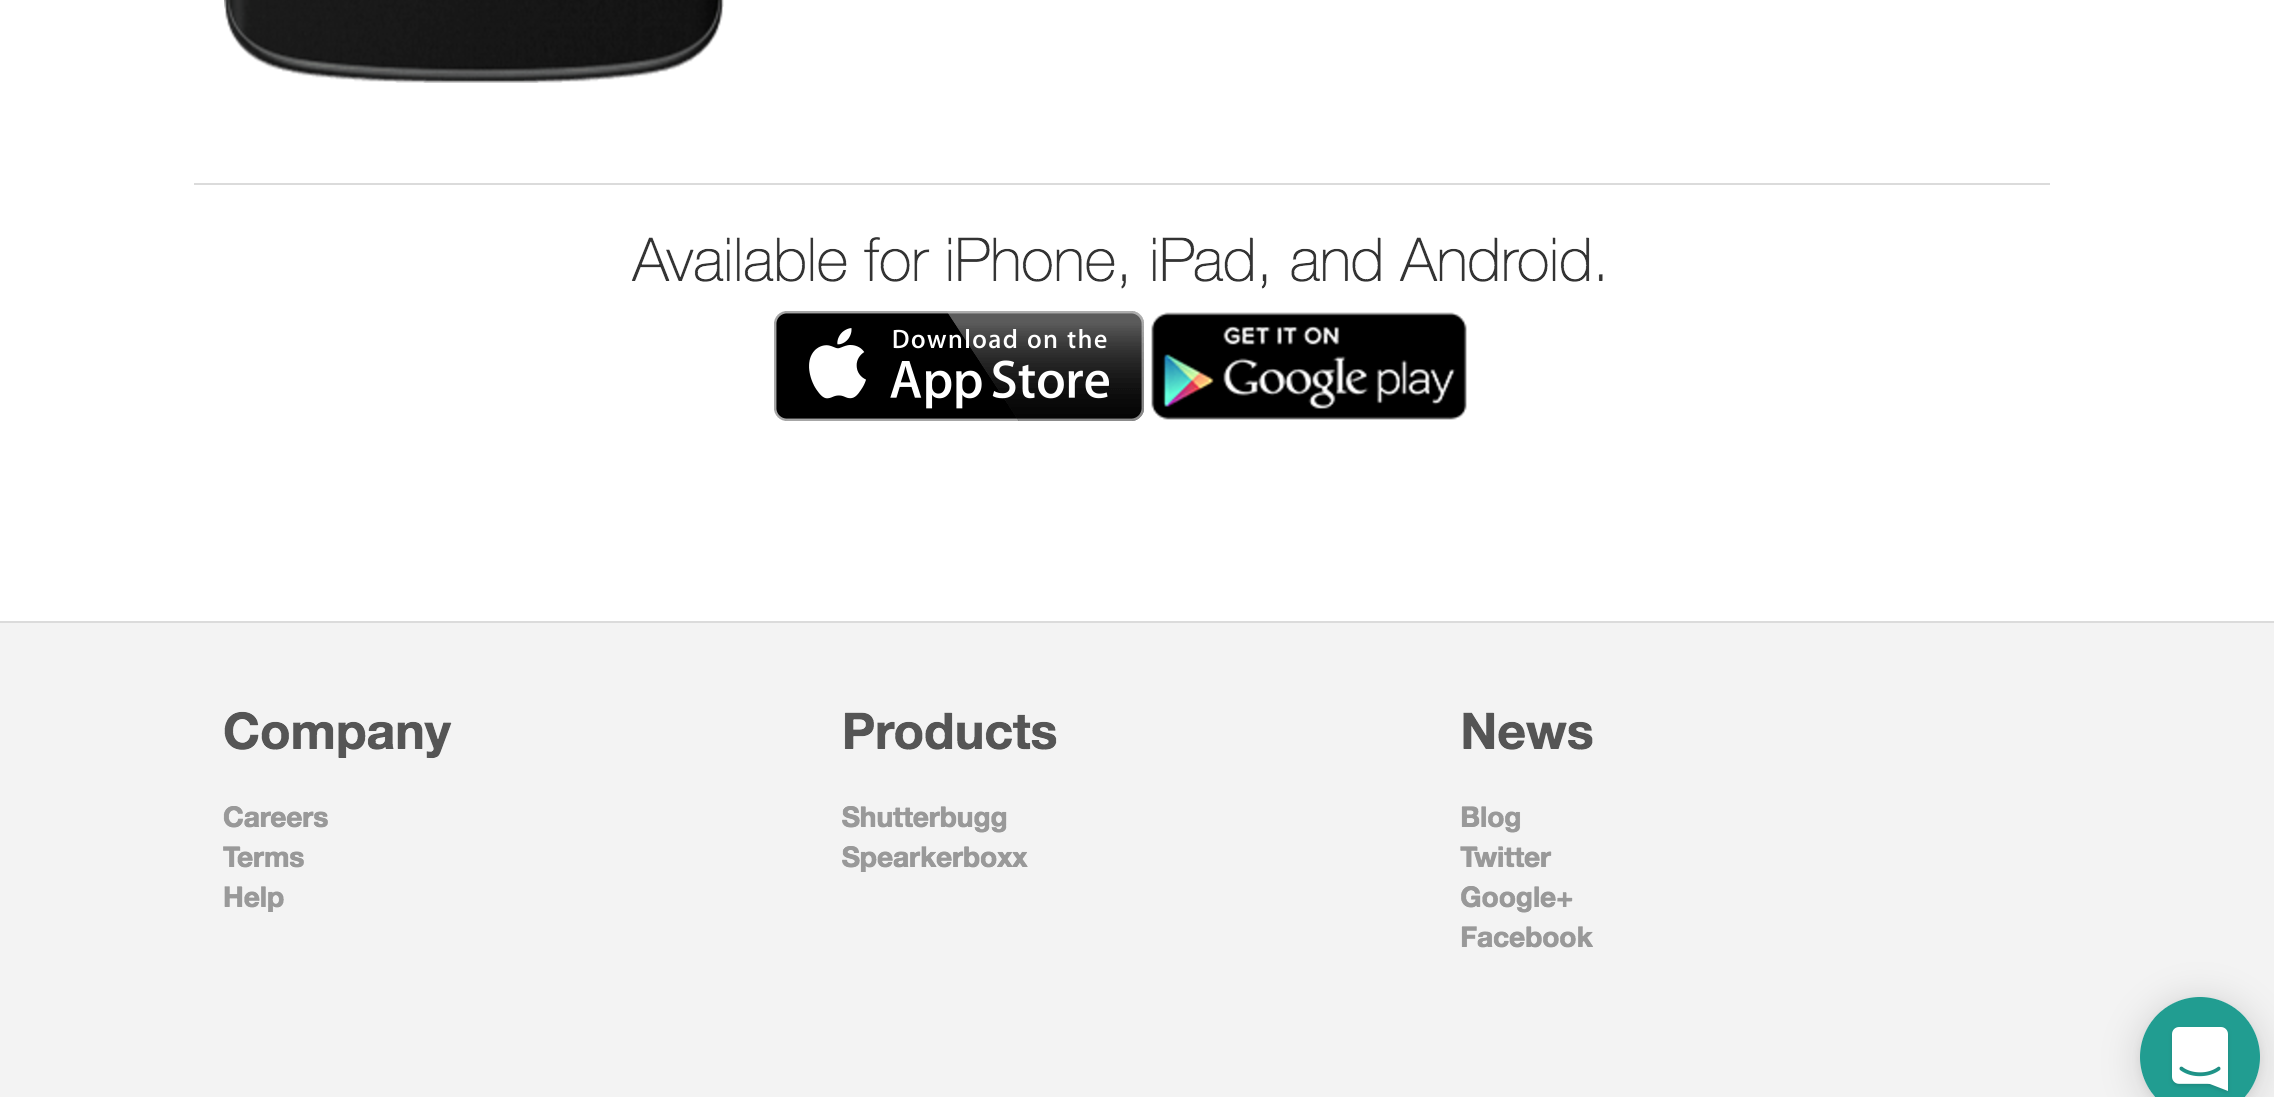 Available for iPhone, iPad, and Android.
Download on the
App Store
GET IT ON
Google play
Company
Careers
Terms
Help
Products
Shutterbugg
Spearkerboxx
News
Blog
Twitter
Google+
Facebook